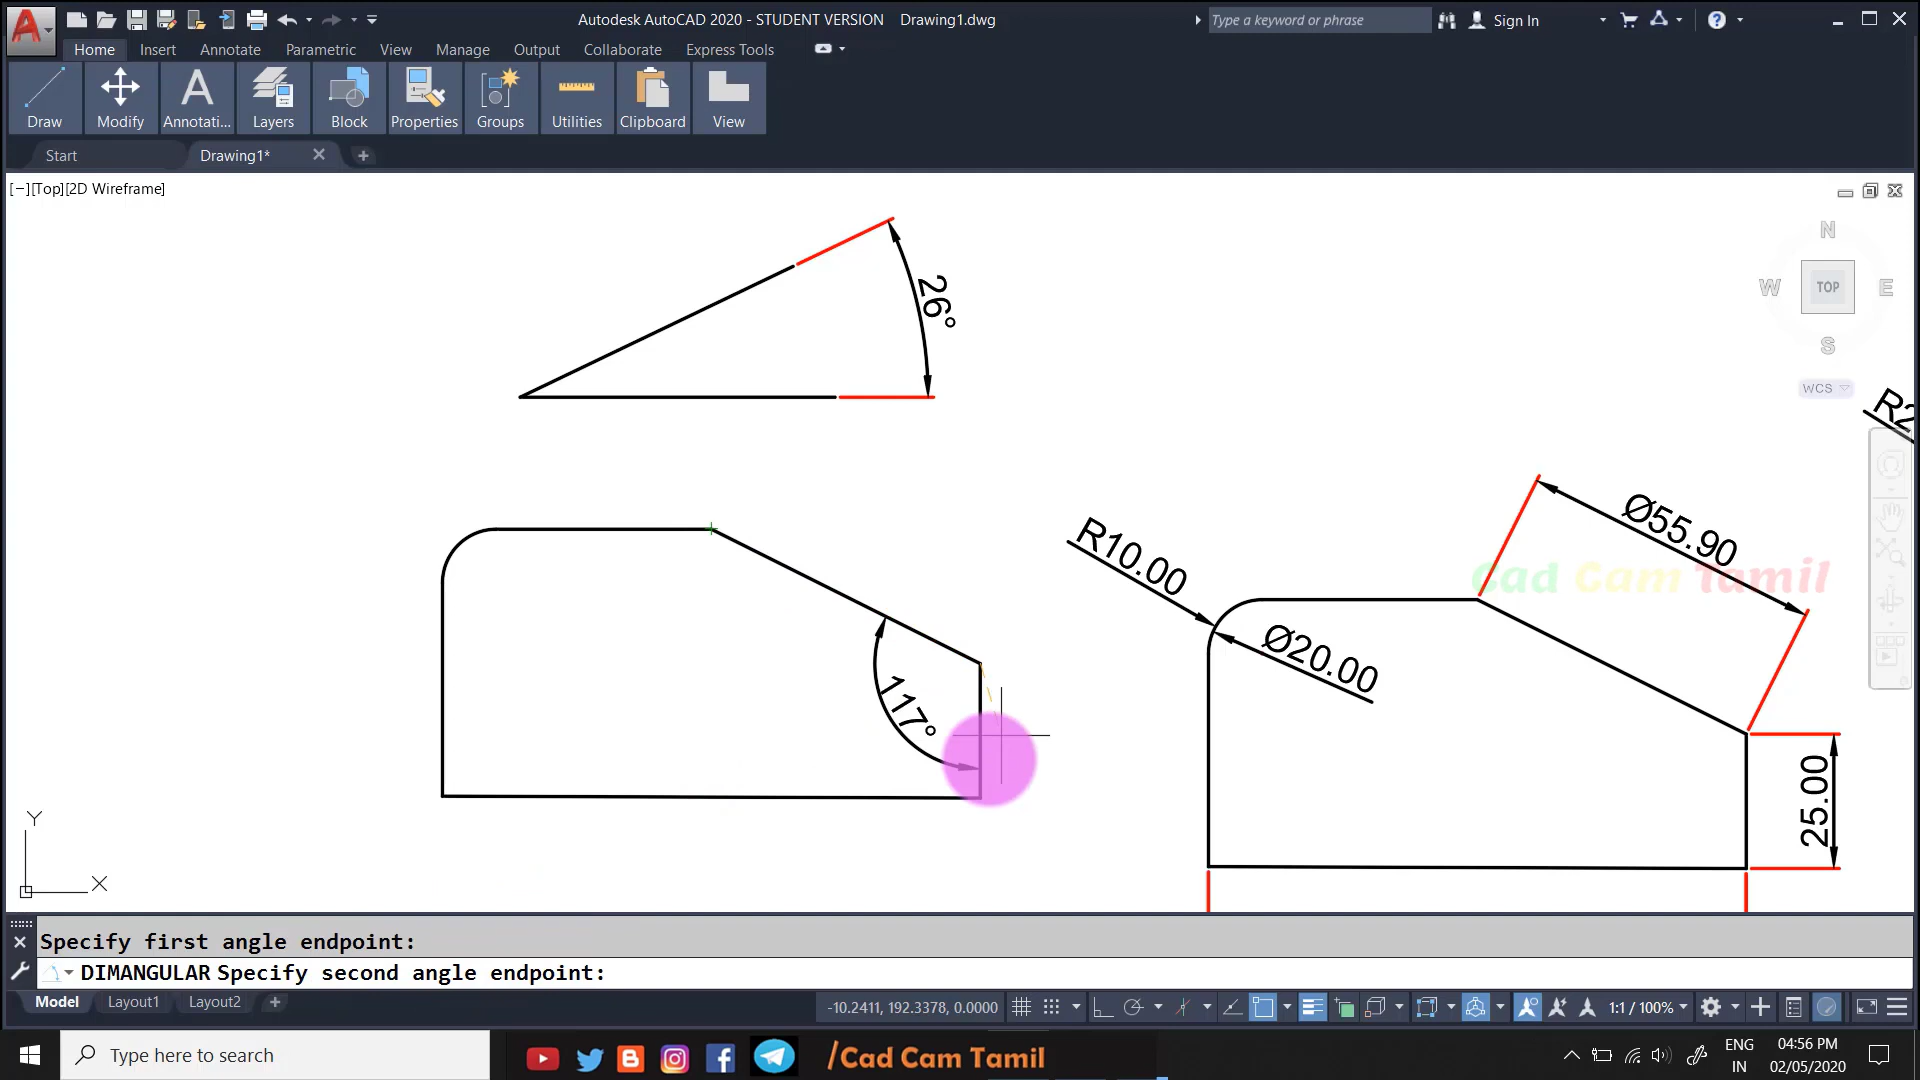 Autodesk AutoCAD 2020 - STUDENT VERSION Drawing1.dwg
Type a keyword or phrase
Sign In
Home Insert Annotate Parametric View Manage Output Collaborate Express Tools
Draw Modify Annotati... Layers Block Properties Groups Utilities Clipboard View
Start Drawing1*
[−][Top][2D Wireframe]
N
W TOP E
S
WCS
26°
R10.00
Ø20.00
Ø55.90
Cad Cam Tamil
117°
25.00
Y
X
Specify first angle endpoint:
DIMANGULAR Specify second angle endpoint:
Model Layout1 Layout2
-10.2411, 192.3378, 0.0000
1:1 / 100%
Type here to search
/Cad Cam Tamil
ENG
IN
04:56 PM
02/05/2020